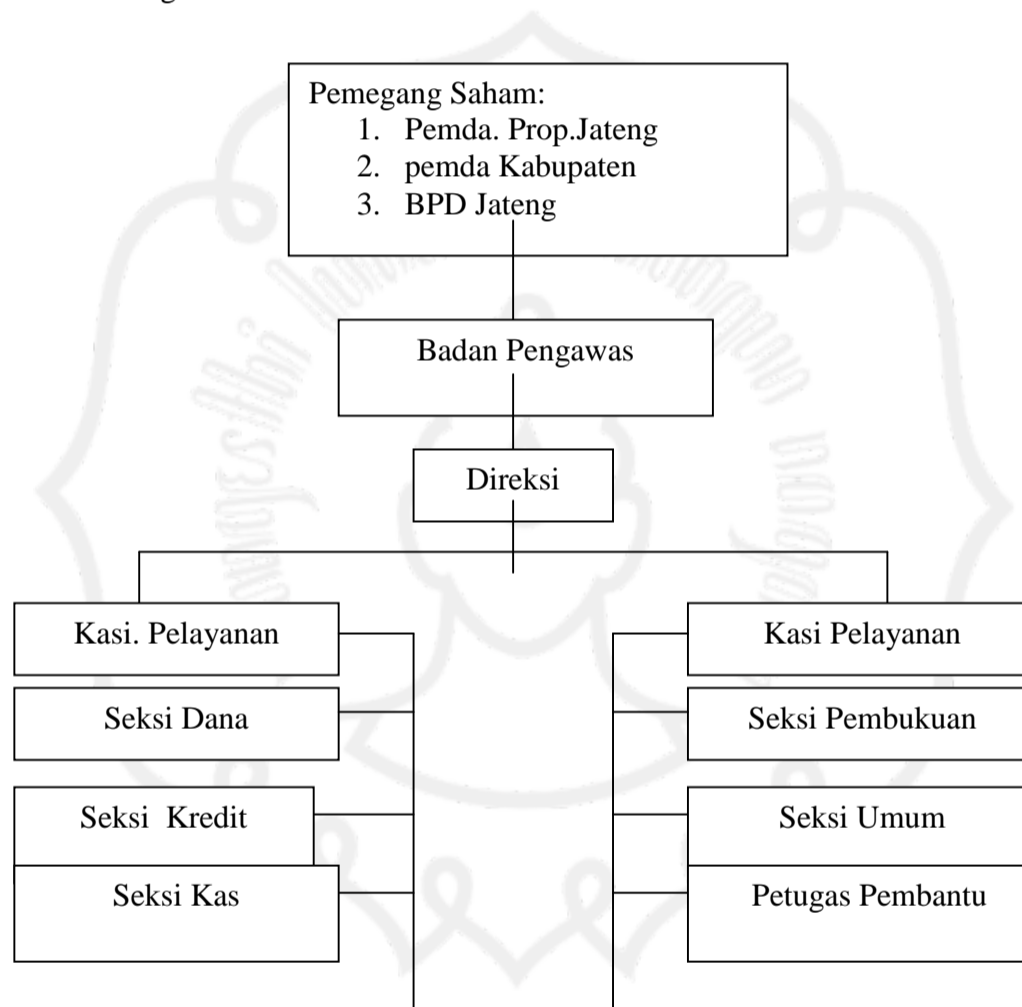 Pemegang Saham:
1. Pemda. Prop.Jateng
2. pemda Kabupaten
3. BPD Jateng
Badan Pengawas
Direksi
Kasi. Pelayanan
Kasi Pelayanan
Seksi Dana
Seksi Pembukuan
Seksi Kredit
Seksi Umum
Seksi Kas
Petugas Pembantu